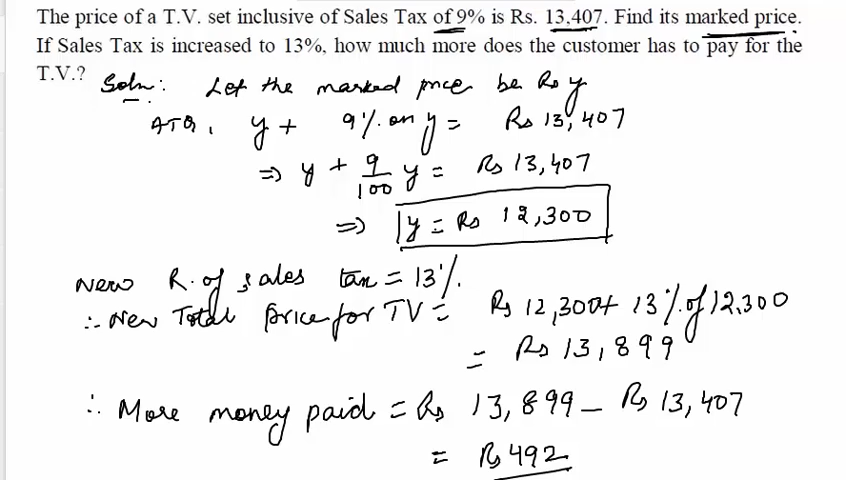 The price of a T.V. set inclusive of Sales Tax of 9% is Rs. 13,407. Find its marked price.
If Sales Tax is increased to 13%, how much more does the customer has to pay for the
T.V.?
Soln: Let the marked price be Rs y
ATQ, y + 9% on y = Rs 13,407
⇒ y + 9/100 y = Rs 13,407
⇒ y = Rs 12,300
New R. of sales tax = 13%.
∴ New Total price for TV = Rs 12,300 + 13% of 12,300
= Rs 13,899
∴ More money paid = Rs 13,899 – Rs 13,407
= Rs 492